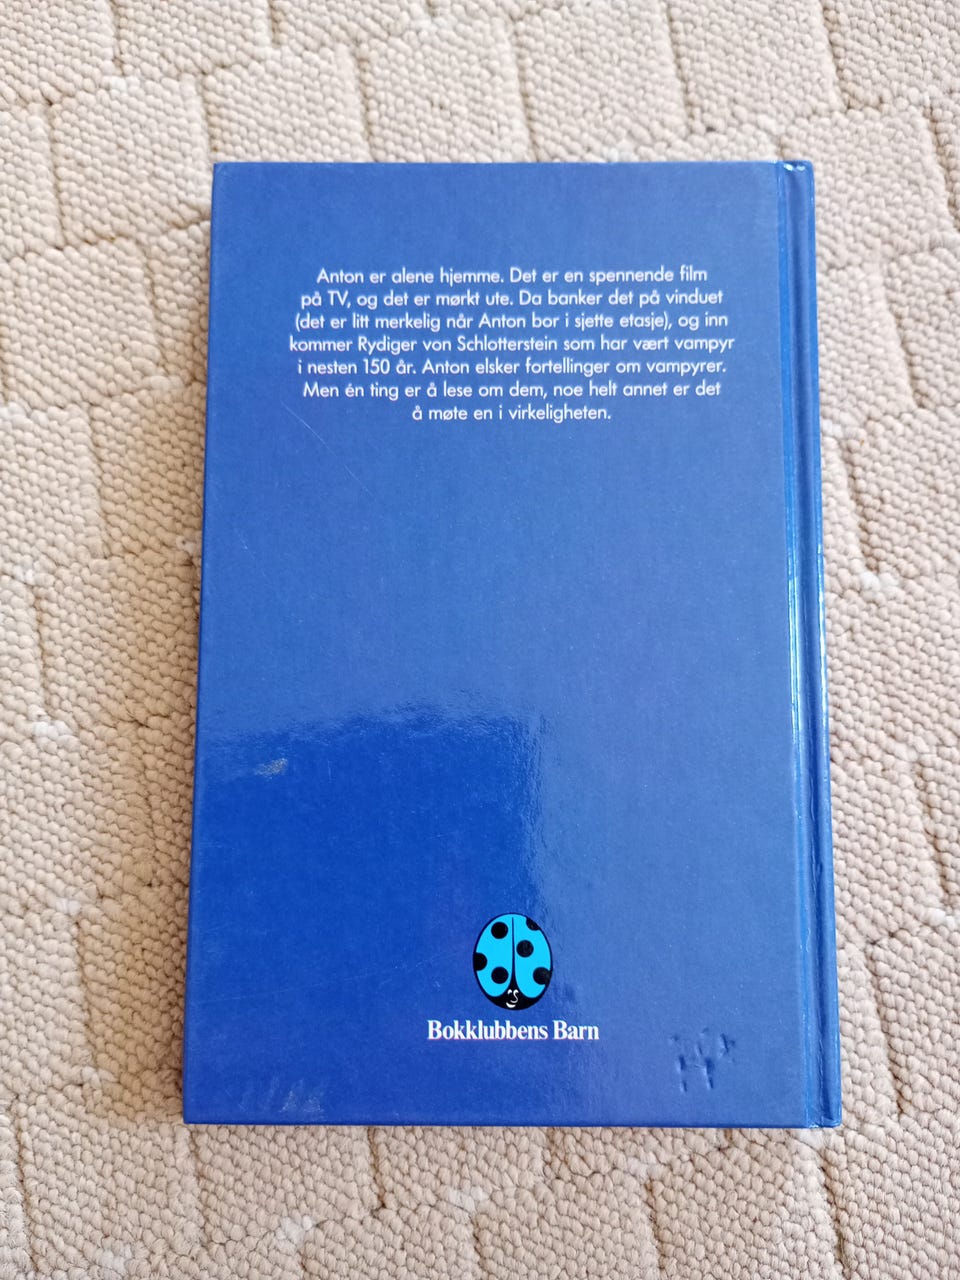 Anton er alene hjemme. Det er en spennende film
på TV, og det er mørkt ute. Da banker det på vinduet
(det er litt merkelig når Anton bor i sjette etasje), og inn
kommer Rydiger von Schlotterstein som har vært vampyr
i nesten 150 år. Anton elsker fortellinger om vampyrer.
Men én ting er å lese om dem, noe helt annet er det
å møte en i virkeligheten.
Bokklubbens Barn